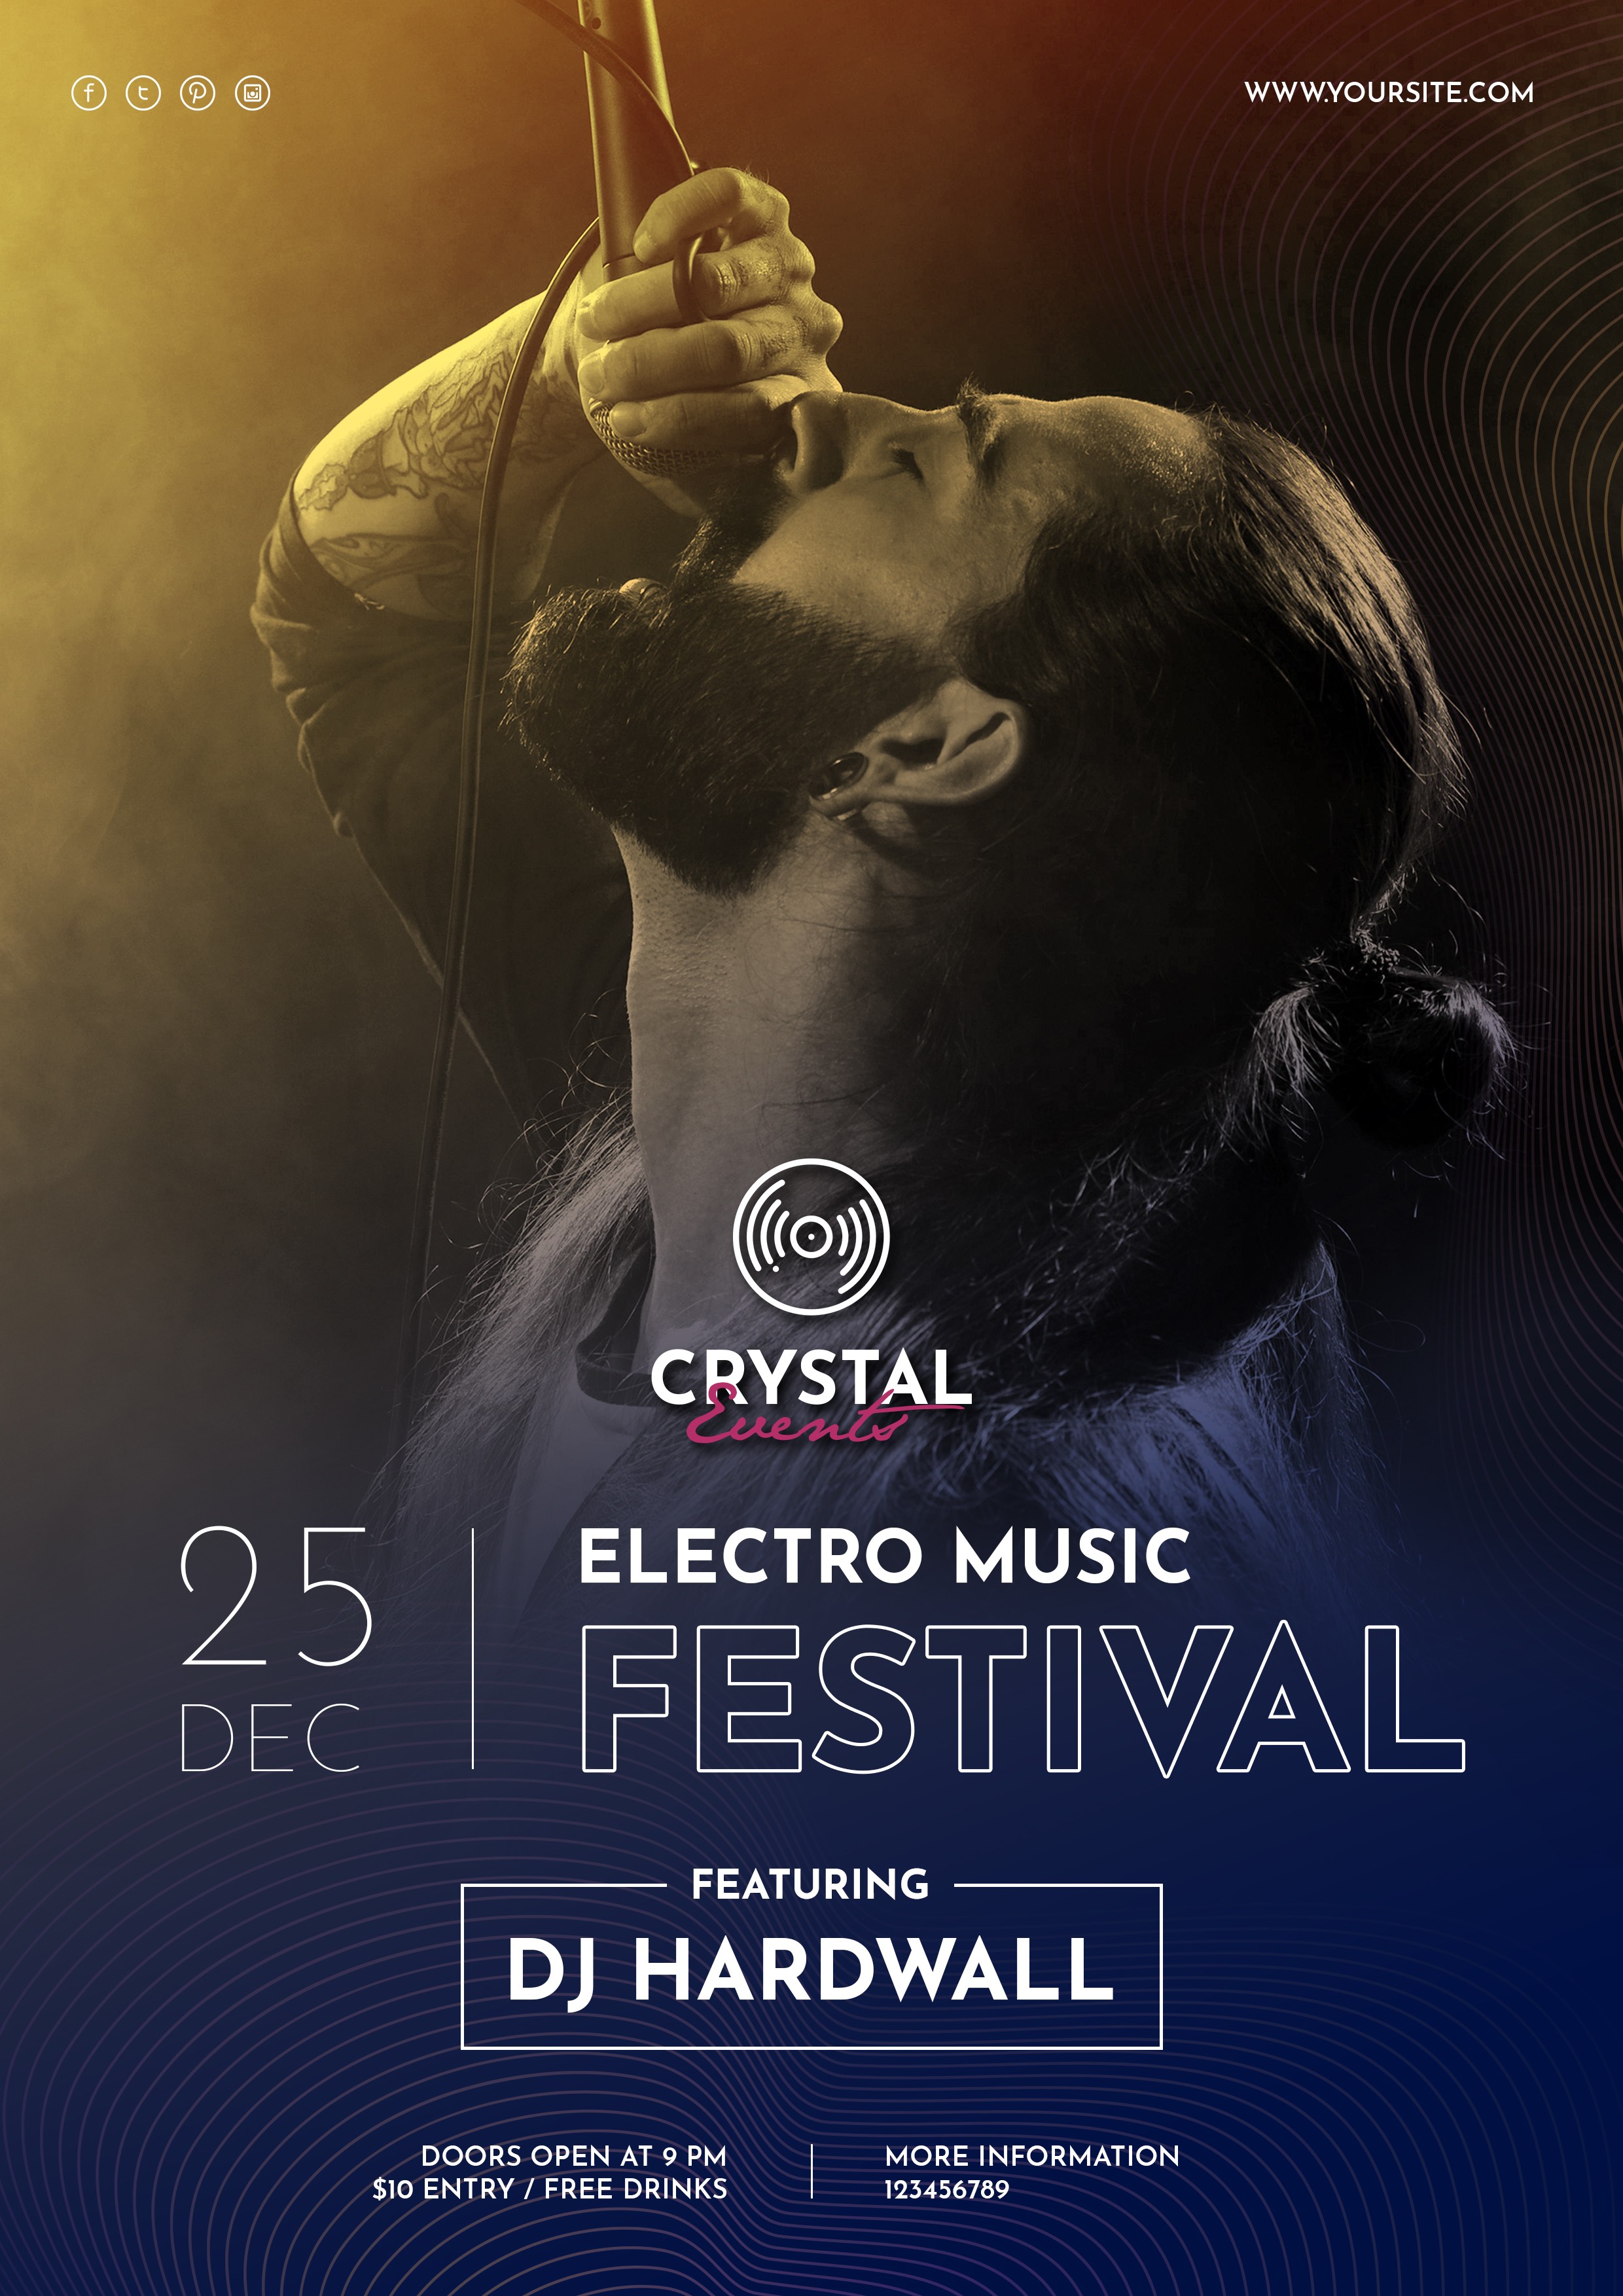 WWW.YOURSITE.COM
CRYSTAL
Events
25
DEC
ELECTRO MUSIC
FESTIVAL
FEATURING
DJ HARDWALL
DOORS OPEN AT 9 PM
$10 ENTRY / FREE DRINKS
MORE INFORMATION
123456789